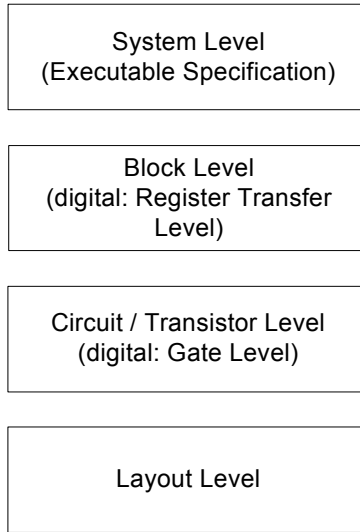 System Level
(Executable Specification)
Block Level
(digital: Register Transfer
Level)
Circuit / Transistor Level
(digital: Gate Level)
Layout Level